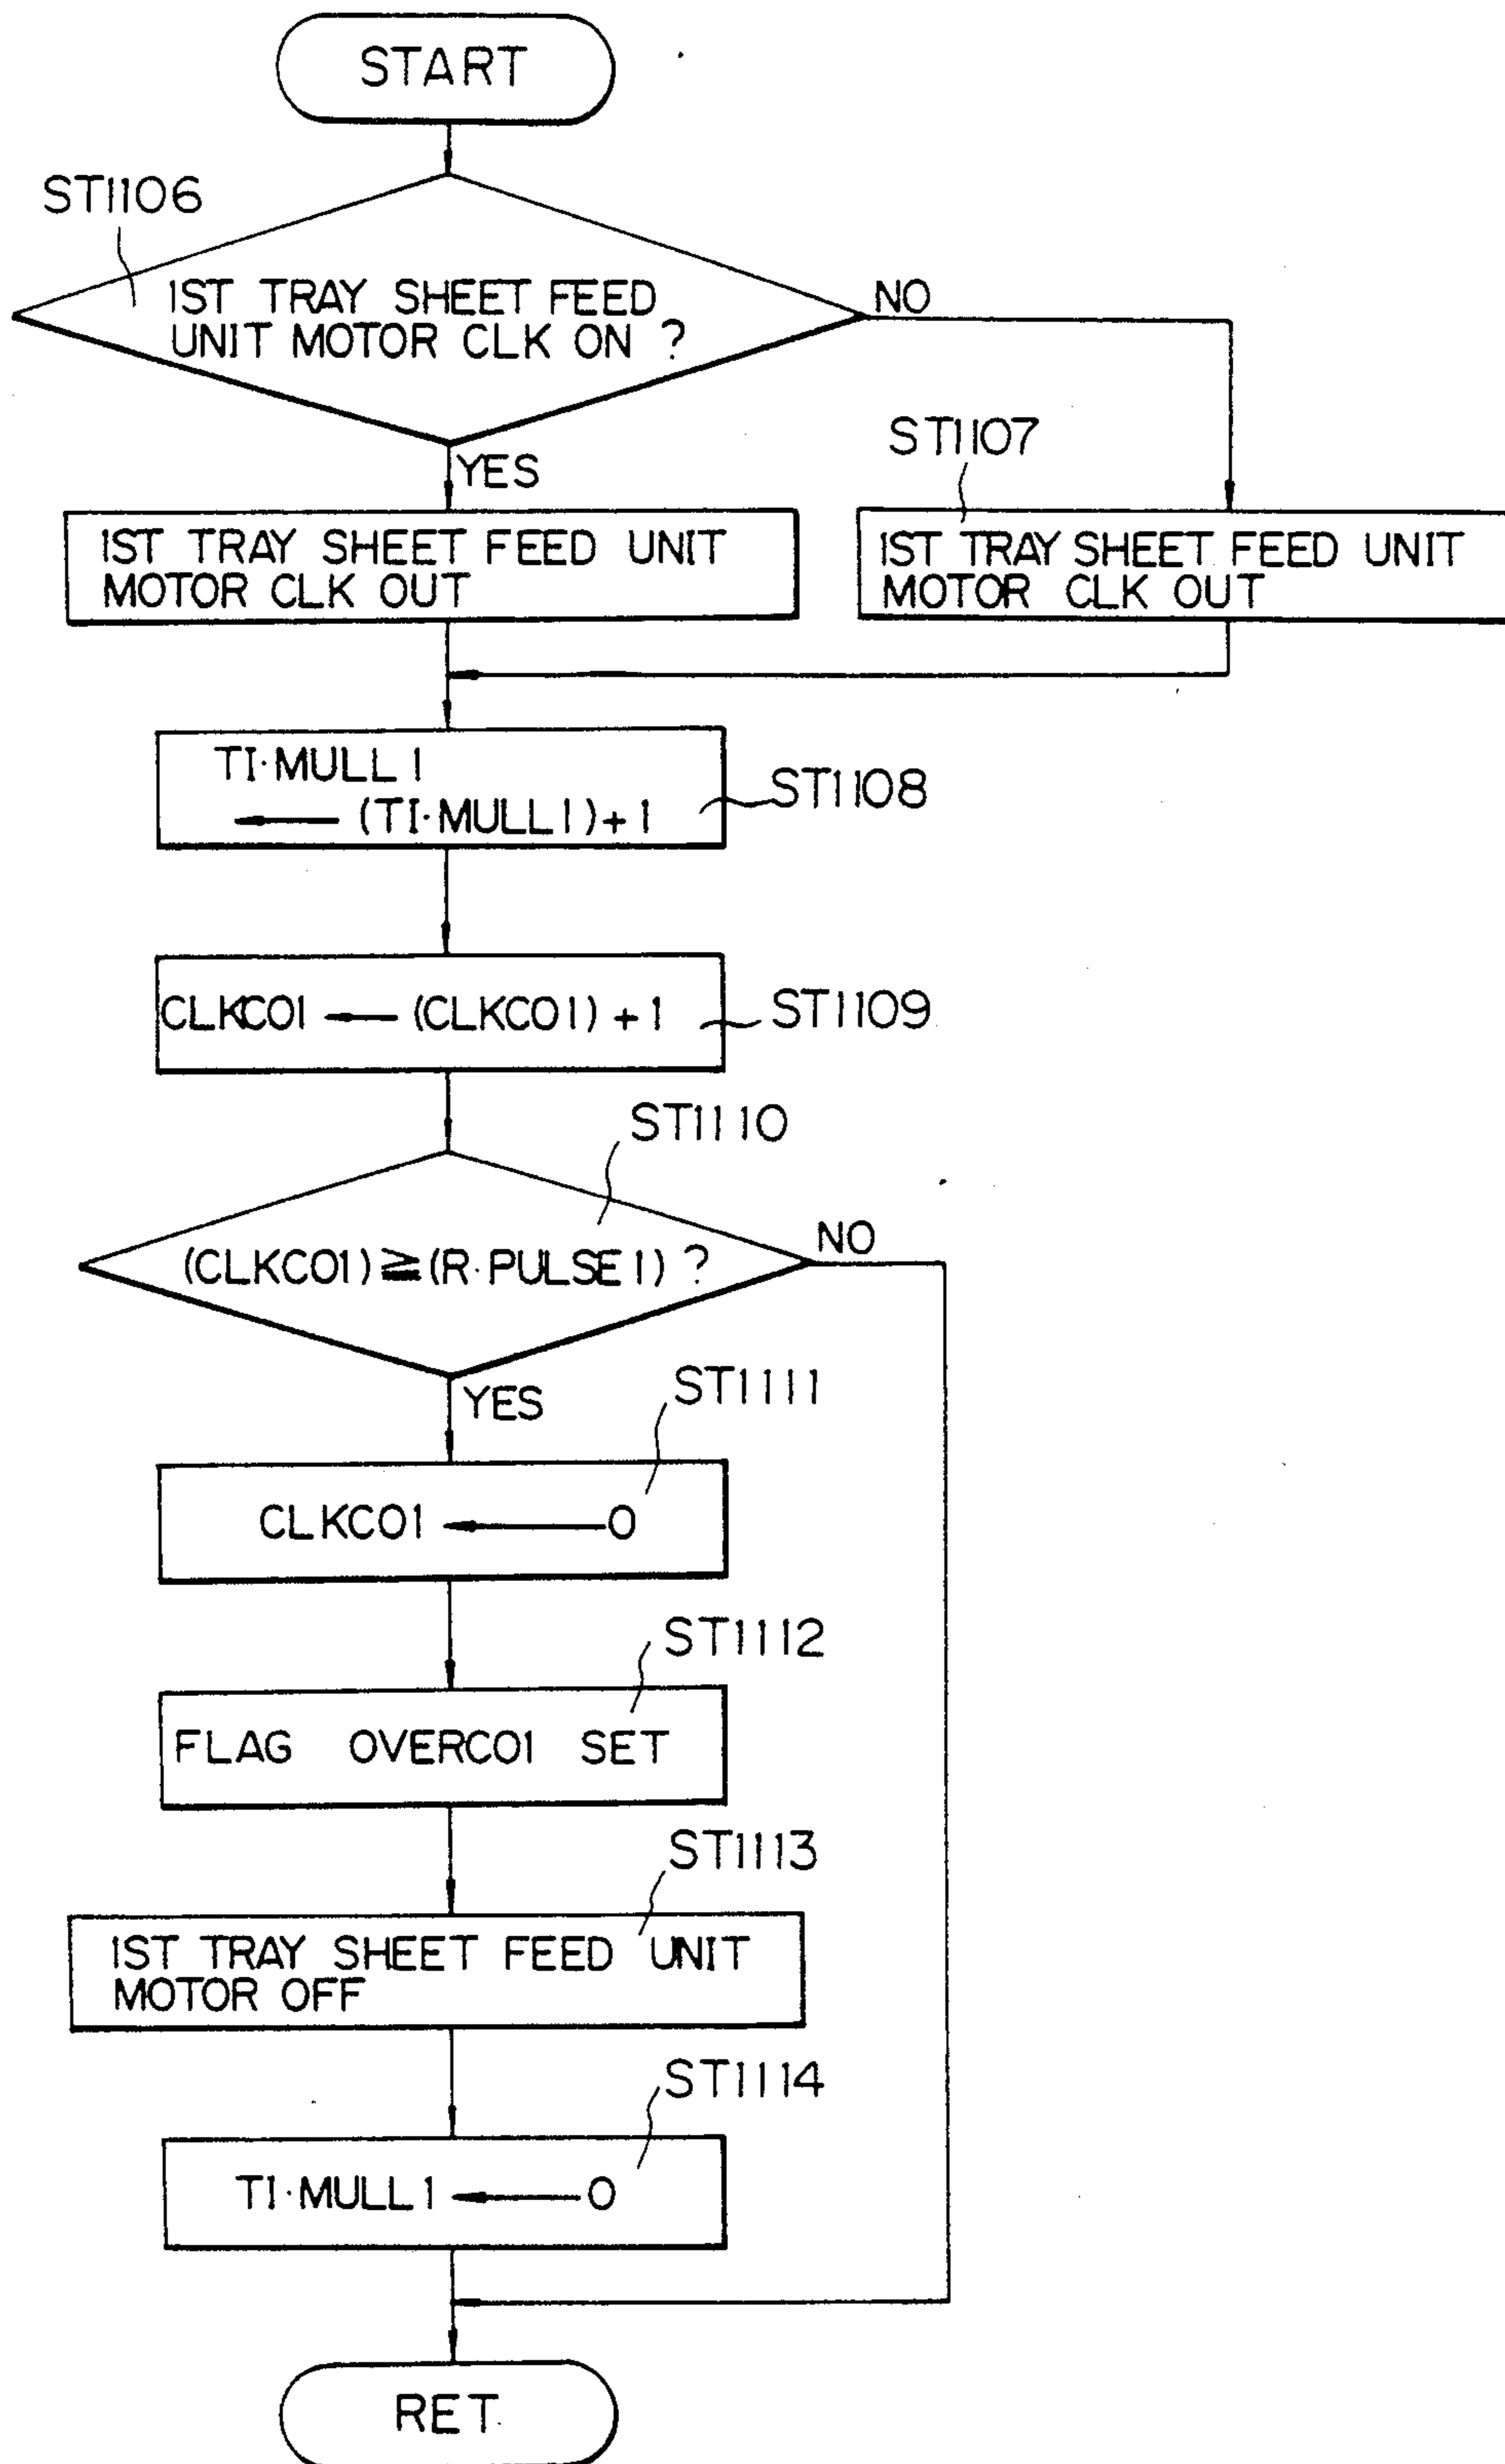 START
ST1106
1ST TRAY SHEET FEED
UNIT MOTOR CLK ON ?
NO
YES
ST1107
1ST TRAY SHEET FEED UNIT
MOTOR CLK OUT
1ST TRAY SHEET FEED UNIT
MOTOR CLK OUT
TI·MULL1
← (TI·MULL1)+1
ST1108
CLKC01 ← (CLKC01)+1
ST1109
ST1110
(CLKC01)≧(R·PULSE1) ?
NO
YES
ST1111
CLKC01 ← 0
ST1112
FLAG OVERC01 SET
ST1113
1ST TRAY SHEET FEED UNIT
MOTOR OFF
ST1114
TI·MULL1 ← 0
RET